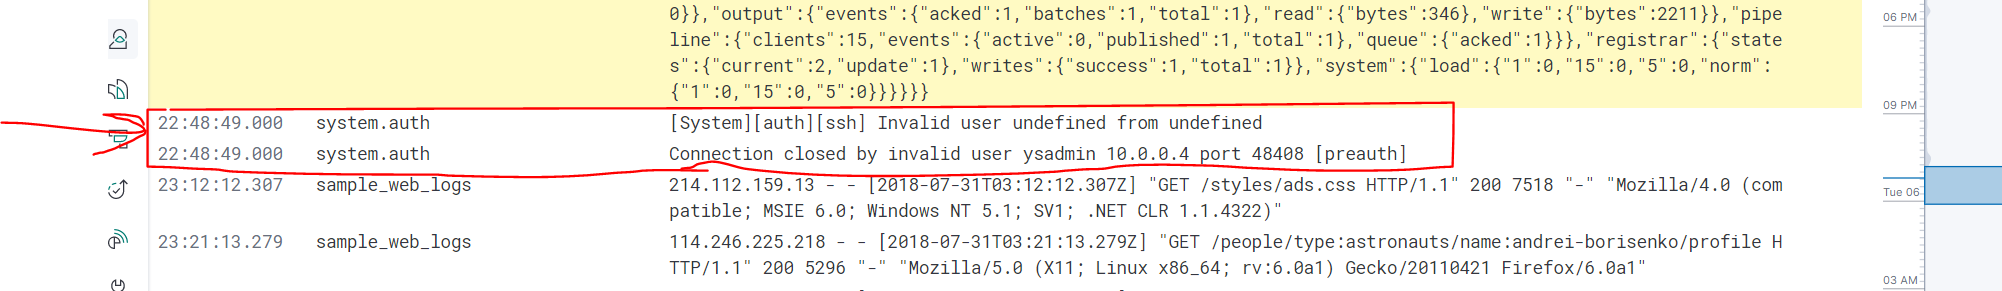 0}},"output":{"events":{"acked":1,"batches":1,"total":1},"read":{"bytes":346},"write":{"bytes":2211}},"pipe
line":{"clients":15,"events":{"active":0,"published":1,"total":1},"queue":{"acked":1}}},"registrar":{"state
s":{"current":2,"update":1},"writes":{"success":1,"total":1}},"system":{"load":{"1":0,"15":0,"5":0,"norm":
{"1":0,"15":0,"5":0}}}}}}
22:48:49.000 system.auth [System][auth][ssh] Invalid user undefined from undefined
22:48:49.000 system.auth Connection closed by invalid user ysadmin 10.0.0.4 port 48408 [preauth]
23:12:12.307 sample_web_logs 214.112.159.13 - - [2018-07-31T03:12:12.307Z] "GET /styles/ads.css HTTP/1.1" 200 7518 "-" "Mozilla/4.0 (com
patible; MSIE 6.0; Windows NT 5.1; SV1; .NET CLR 1.1.4322)"
23:21:13.279 sample_web_logs 114.246.225.218 - - [2018-07-31T03:21:13.279Z] "GET /people/type:astronauts/name:andrei-borisenko/profile H
TTP/1.1" 200 5296 "-" "Mozilla/5.0 (X11; Linux x86_64; rv:6.0a1) Gecko/20110421 Firefox/6.0a1"
06 PM
09 PM
Tue 06
03 AM